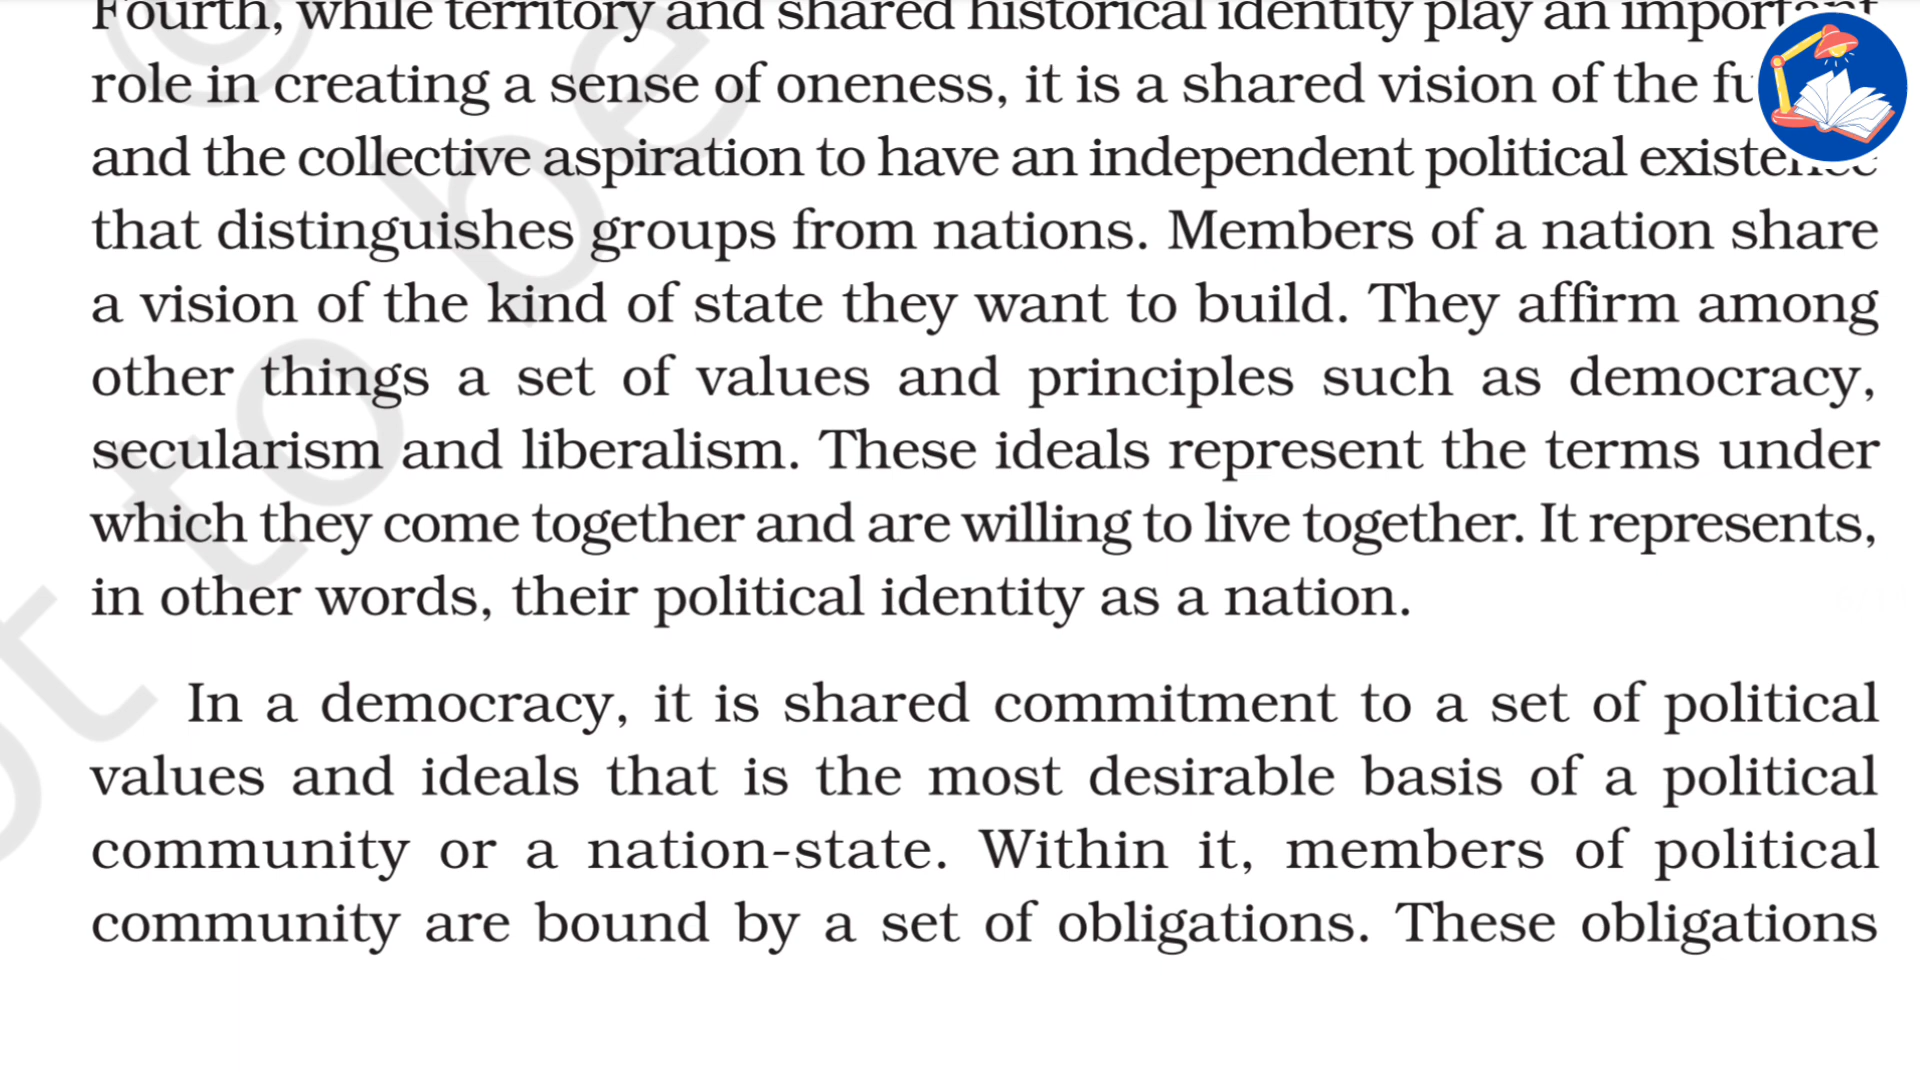 Fourth, while territory and shared historical identity play an important
role in creating a sense of oneness, it is a shared vision of the
and the collective aspiration to have an independent political existence
that distinguishes groups from nations. Members of a nation share
a vision of the kind of state they want to build. They affirm among
other things a set of values and principles such as democracy,
secularism and liberalism. These ideals represent the terms under
which they come together and are willing to live together. It represents,
in other words, their political identity as a nation.
In a democracy, it is shared commitment to a set of political
values and ideals that is the most desirable basis of a political
community or a nation-state. Within it, members of political
community are bound by a set of obligations. These obligations
to be